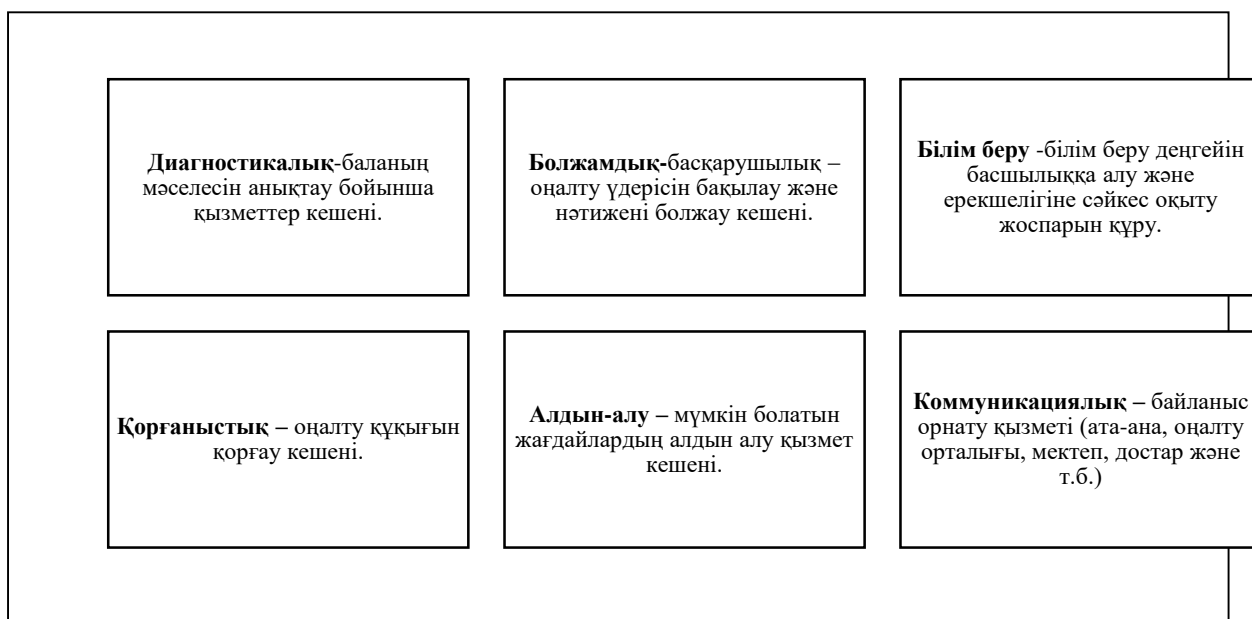 Диагностикалық-баланың
мәселесін анықтау бойынша
қызметтер кешені.
Болжамдық-басқарушылық –
оңалту үдерісін бақылау және
нәтижені болжау кешені.
Білім беру -білім беру деңгейін
басшылыққа алу және
ерекшелігіне сәйкес оқыту
жоспарын құру.
Қорғаныстық – оңалту құқығын
қорғау кешені.
Алдын-алу – мүмкін болатын
жағдайлардың алдын алу қызмет
кешені.
Коммуникациялық – байланыс
орнату қызметі (ата-ана, оңалту
орталығы, мектеп, достар және
т.б.)